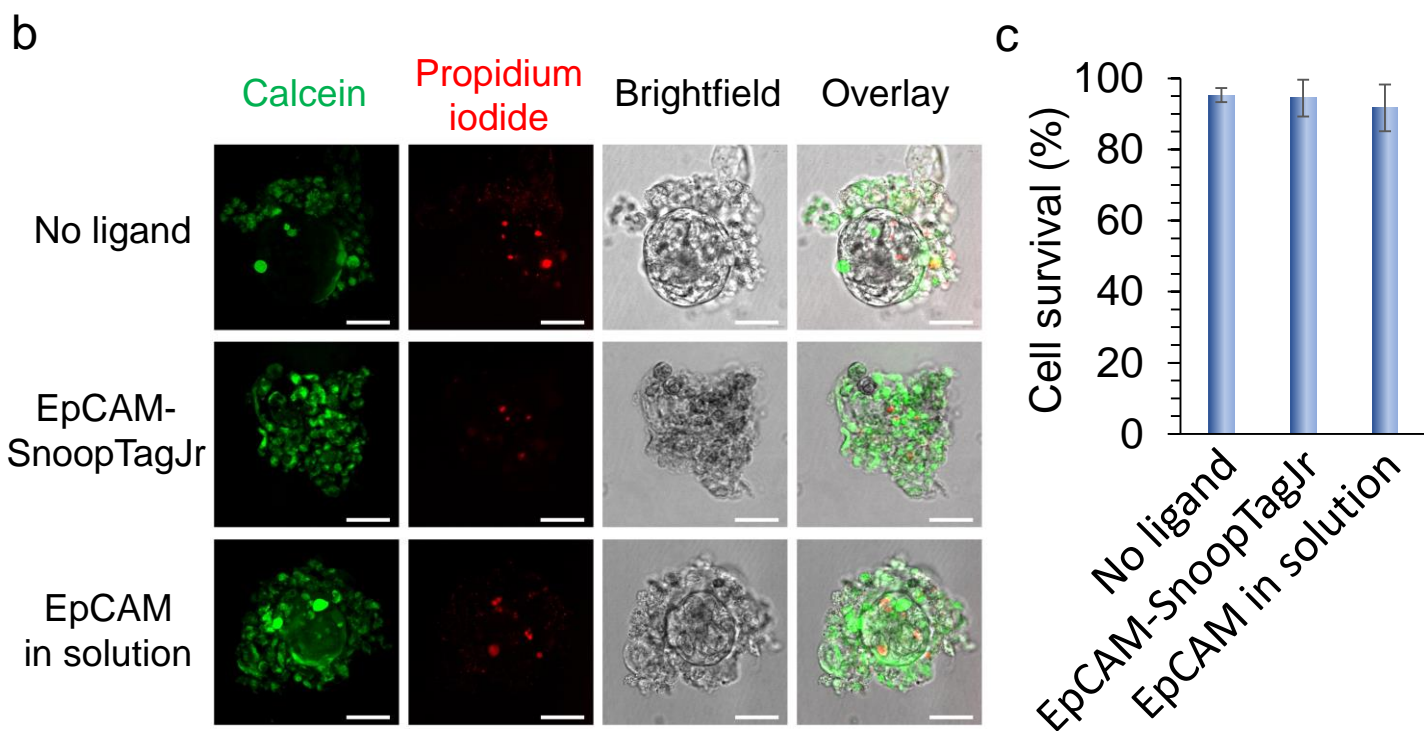 b
Calcein
Propidium
iodide
Brightfield
Overlay
No ligand
EpCAM-
SnoopTagJr
EpCAM
in solution
c
Cell survival (%)
100
80
60
40
20
0
No ligand
EpCAM-SnoopTagJr
EpCAM in solution